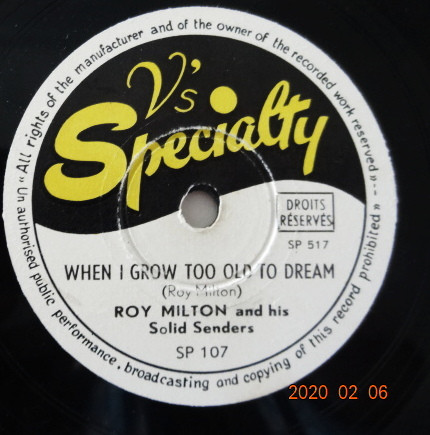 « All rights of the manufacturer and of the owner of the recorded work reserved » --
« Un authorised public performance, broadcasting and copying of this record prohibited »
V's
Specialty
DROITS
RÉSERVÉS
SP 517
WHEN I GROW TOO OLD TO DREAM
(Roy Milton)
ROY MILTON and his
Solid Senders
SP 107
2020 02 06